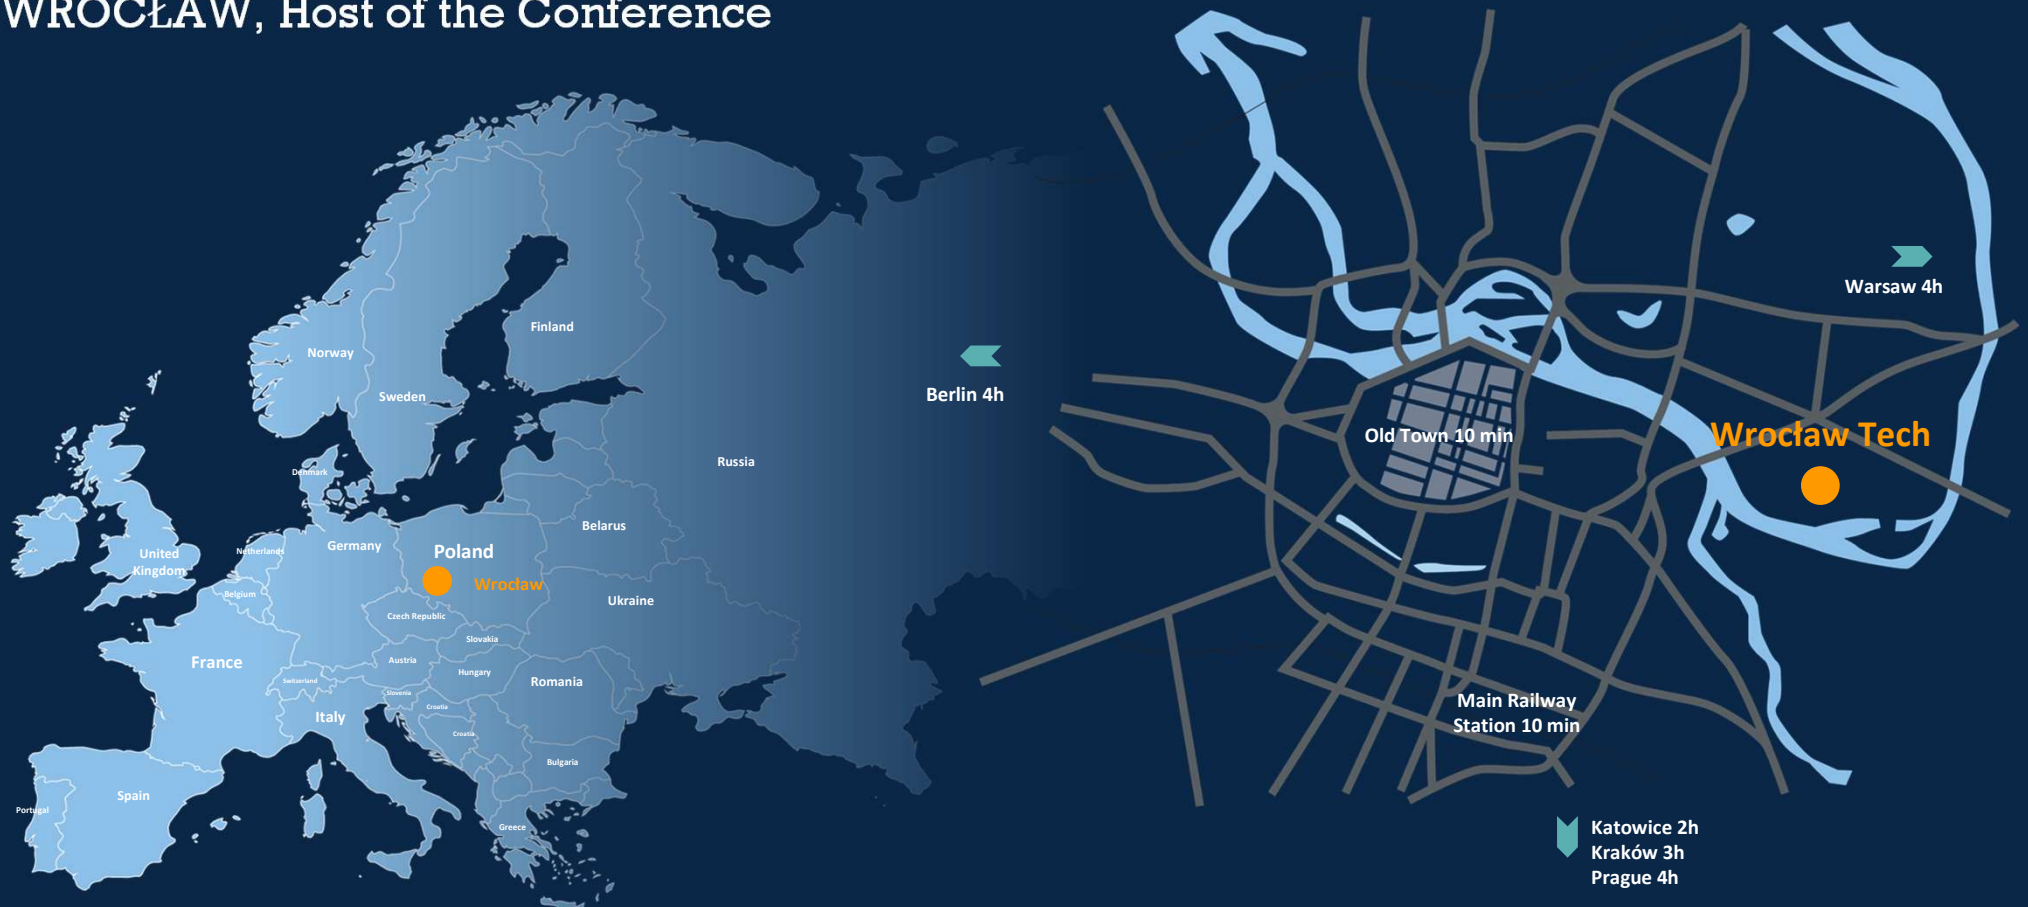 WROCŁAW, Host of the Conference
Norway
Sweden
Finland
Russia
Denmark
United
Kingdom
Netherlands
Belgium
Germany
Poland
Wrocław
Belarus
Ukraine
Czech Republic
Slovakia
Austria
Hungary
Romania
France
Switzerland
Slovenia
Croatia
Croatia
Italy
Bulgaria
Spain
Portugal
Greece
Berlin 4h
Warsaw 4h
Old Town 10 min
Wrocław Tech
Main Railway
Station 10 min
Katowice 2h
Kraków 3h
Prague 4h